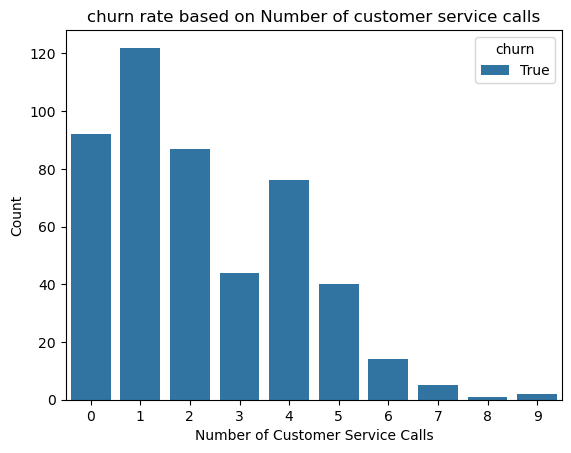 churn rate based on Number of customer service calls
churn
True
120
100
80
60
40
20
0
Count
0 1 2 3 4 5 6 7 8 9
Number of Customer Service Calls